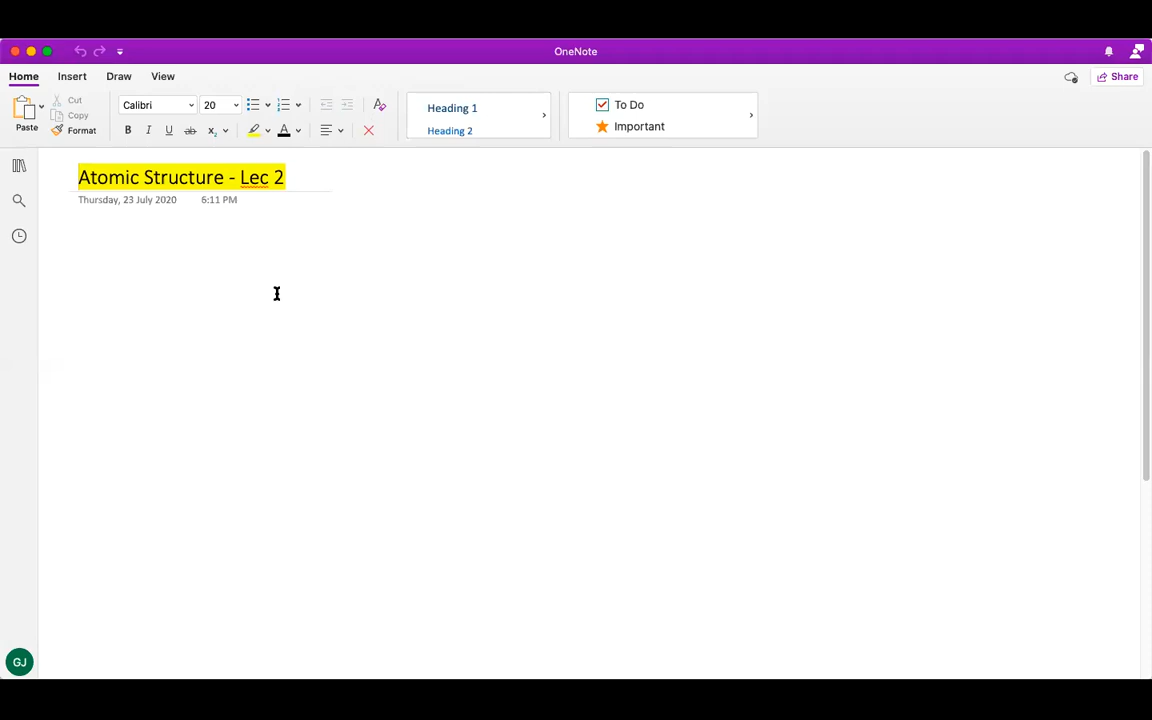 OneNote
Home Insert Draw View
Share
Paste
Cut
Copy
Format
Calibri 20
Heading 1
Heading 2
To Do
Important
Atomic Structure - Lec 2
Thursday, 23 July 2020 6:11 PM
GJ